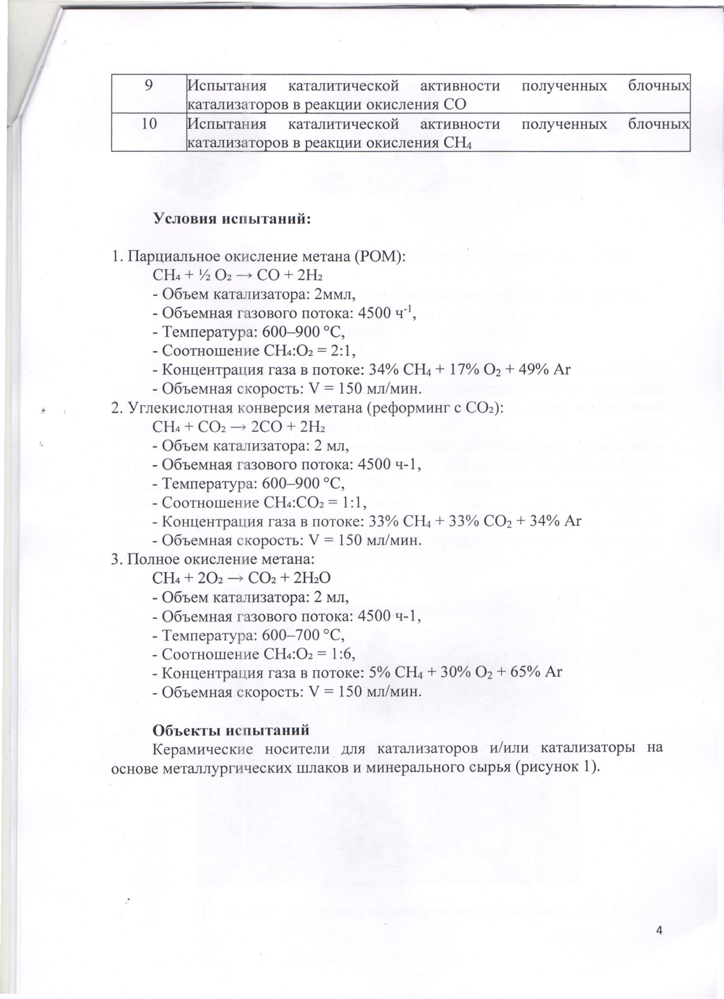 9 Испытания каталитической активности полученных блочных
катализаторов в реакции окисления СО
10 Испытания каталитической активности полученных блочных
катализаторов в реакции окисления CH₄
Условия испытаний:
1. Парциальное окисление метана (РОМ):
CH₄ + ½ O₂ → CO + 2H₂
- Объем катализатора: 2ммл,
- Объемная газового потока: 4500 ч⁻¹,
- Температура: 600–900 °C,
- Соотношение CH₄:O₂ = 2:1,
- Концентрация газа в потоке: 34% CH₄ + 17% O₂ + 49% Ar
- Объемная скорость: V = 150 мл/мин.
2. Углекислотная конверсия метана (реформинг с CO₂):
CH₄ + CO₂ → 2CO + 2H₂
- Объем катализатора: 2 мл,
- Объемная газового потока: 4500 ч-1,
- Температура: 600–900 °C,
- Соотношение CH₄:CO₂ = 1:1,
- Концентрация газа в потоке: 33% CH₄ + 33% CO₂ + 34% Ar
- Объемная скорость: V = 150 мл/мин.
3. Полное окисление метана:
CH₄ + 2O₂ → CO₂ + 2H₂O
- Объем катализатора: 2 мл,
- Объемная газового потока: 4500 ч-1,
- Температура: 600–700 °C,
- Соотношение CH₄:O₂ = 1:6,
- Концентрация газа в потоке: 5% CH₄ + 30% O₂ + 65% Ar
- Объемная скорость: V = 150 мл/мин.
Объекты испытаний
Керамические носители для катализаторов и/или катализаторы на
основе металлургических шлаков и минерального сырья (рисунок 1).
4